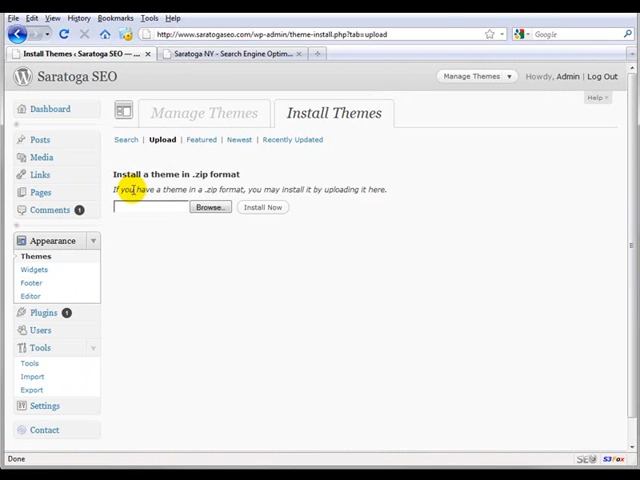 File Edit View History Bookmarks Tools Help
http://www.saratogaseo.com/wp-admin/theme-install.php?tab=upload
Google
Install Themes ‹ Saratoga SEO — ...
Saratoga NY - Search Engine Optim...
Saratoga SEO
Manage Themes
Howdy, Admin | Log Out
Help
Dashboard
Posts
Media
Links
Pages
Comments 1
Appearance
Themes
Widgets
Footer
Editor
Plugins 1
Users
Tools
Tools
Import
Export
Settings
Contact
Manage Themes
Install Themes
Search | Upload | Featured | Newest | Recently Updated
Install a theme in .zip format
If you have a theme in a .zip format, you may install it by uploading it here.
Browse...
Install Now
Done
SEO
S3Fox